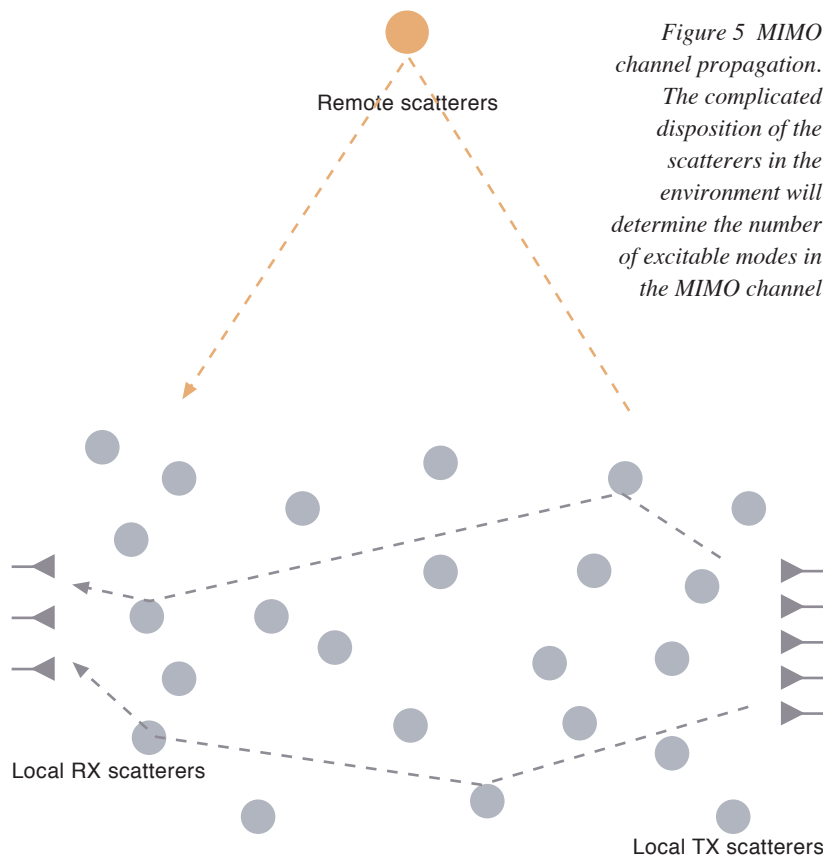 Figure 5 MIMO
channel propagation.
The complicated
disposition of the
scatterers in the
environment will
determine the number
of excitable modes in
the MIMO channel
Remote scatterers
Local RX scatterers
Local TX scatterers